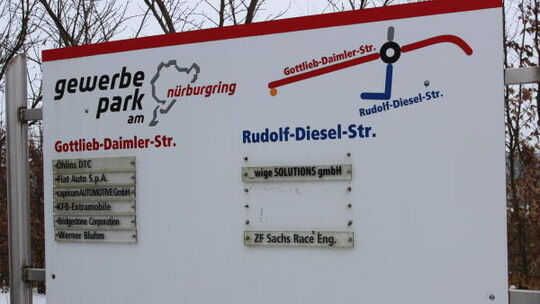 gewerbe
park am
nürburgring
Gottlieb-Daimler-Str.
Rudolf-Diesel-Str.
Gottlieb-Daimler-Str.
Öhlins DTC
Fiat Auto S.p.A.
capricorn AUTOMOTIVE GmbH
KFB-Extramobile
Bridgestone Corporation
Werner Bluhm
Rudolf-Diesel-Str.
wige SOLUTIONS gmbH
ZF Sachs Race Eng.